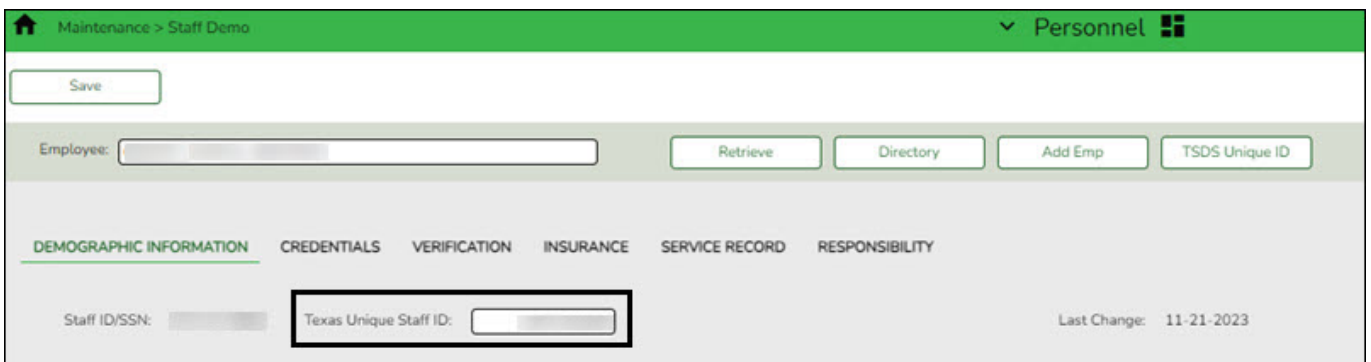 Maintenance > Staff Demo Personnel
Save
Employee: Retrieve Directory Add Emp TSDS Unique ID
DEMOGRAPHIC INFORMATION CREDENTIALS VERIFICATION INSURANCE SERVICE RECORD RESPONSIBILITY
Staff ID/SSN: Texas Unique Staff ID: Last Change: 11-21-2023